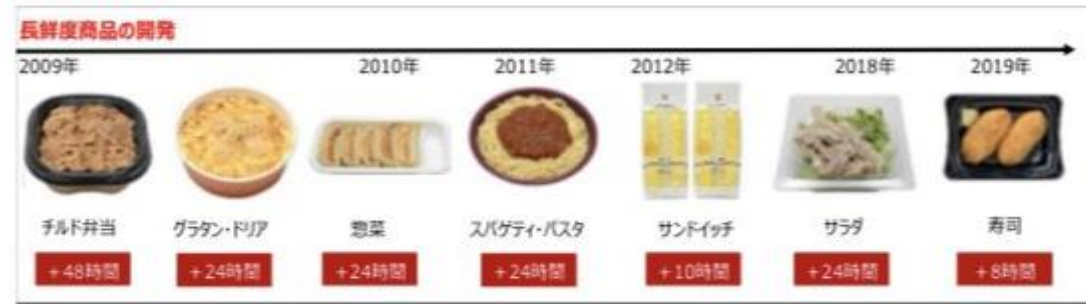 長鮮度商品の開発
2009年 2010年 2011年 2012年 2018年 2019年
チルド弁当 グラタン・ドリア 惣菜 スパゲティ・パスタ サンドイッチ サラダ 寿司
+48時間 +24時間 +24時間 +24時間 +10時間 +24時間 +8時間